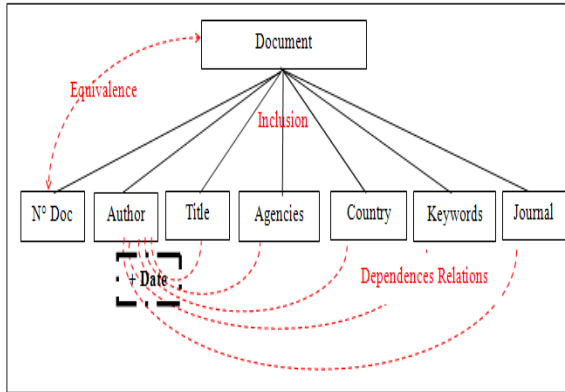 Document
Equivalence
Inclusion
N° Doc
Author
Title
Agencies
Country
Keywords
Journal
+ Date
Dependences Relations